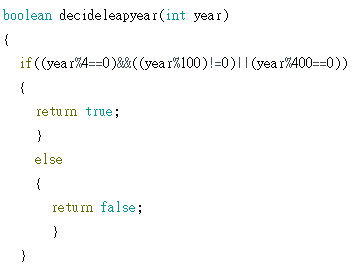 boolean decideleapyear(int year)
{
if((year%4==0)&&((year%100)!=0)||(year%400==0))
{
return true;
}
else
{
return false;
}
}